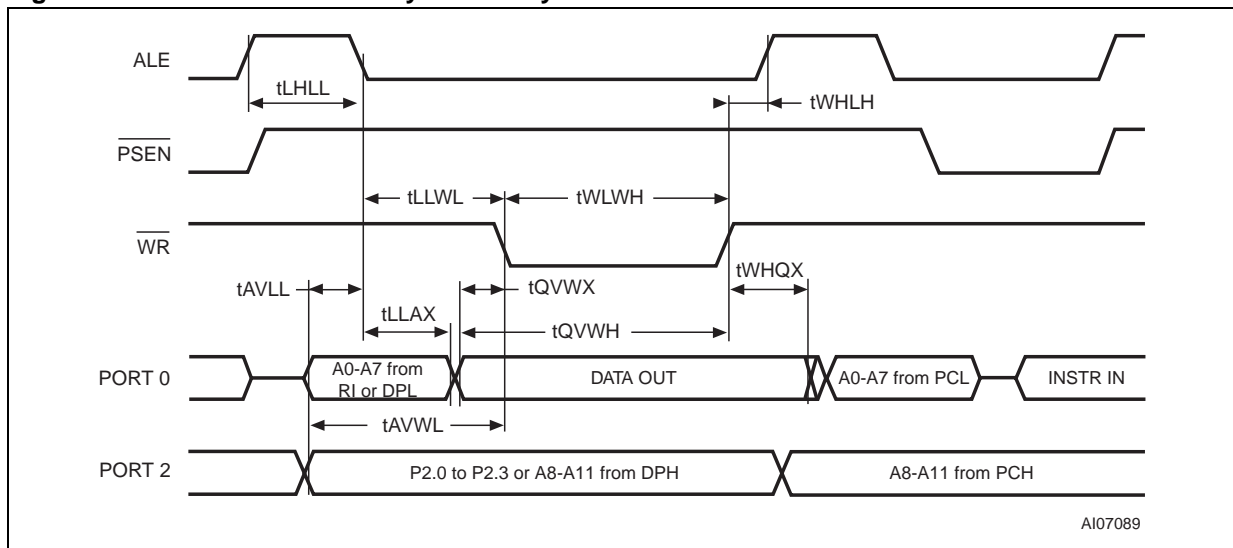 ALE
tLHLL
tWHLH
PSEN
tLLWL
tWLWH
WR
tWHQX
tAVLL
tQVWX
tLLAX
tQVWH
PORT 0
A0-A7 from
RI or DPL
DATA OUT
A0-A7 from PCL
INSTR IN
tAVWL
PORT 2
P2.0 to P2.3 or A8-A11 from DPH
A8-A11 from PCH
AI07089